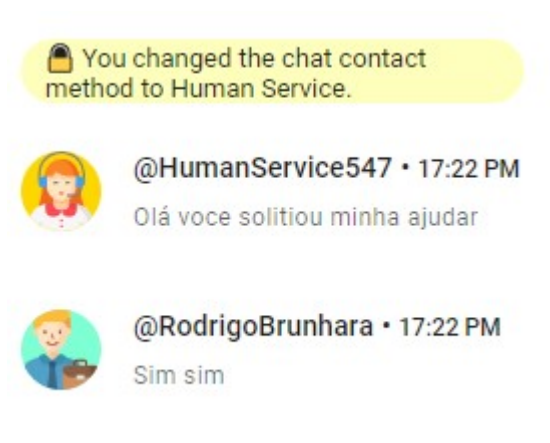 🔒 You changed the chat contact
method to Human Service.
@HumanService547 • 17:22 PM
Olá voce solitiou minha ajudar
@RodrigoBrunhara • 17:22 PM
Sim sim